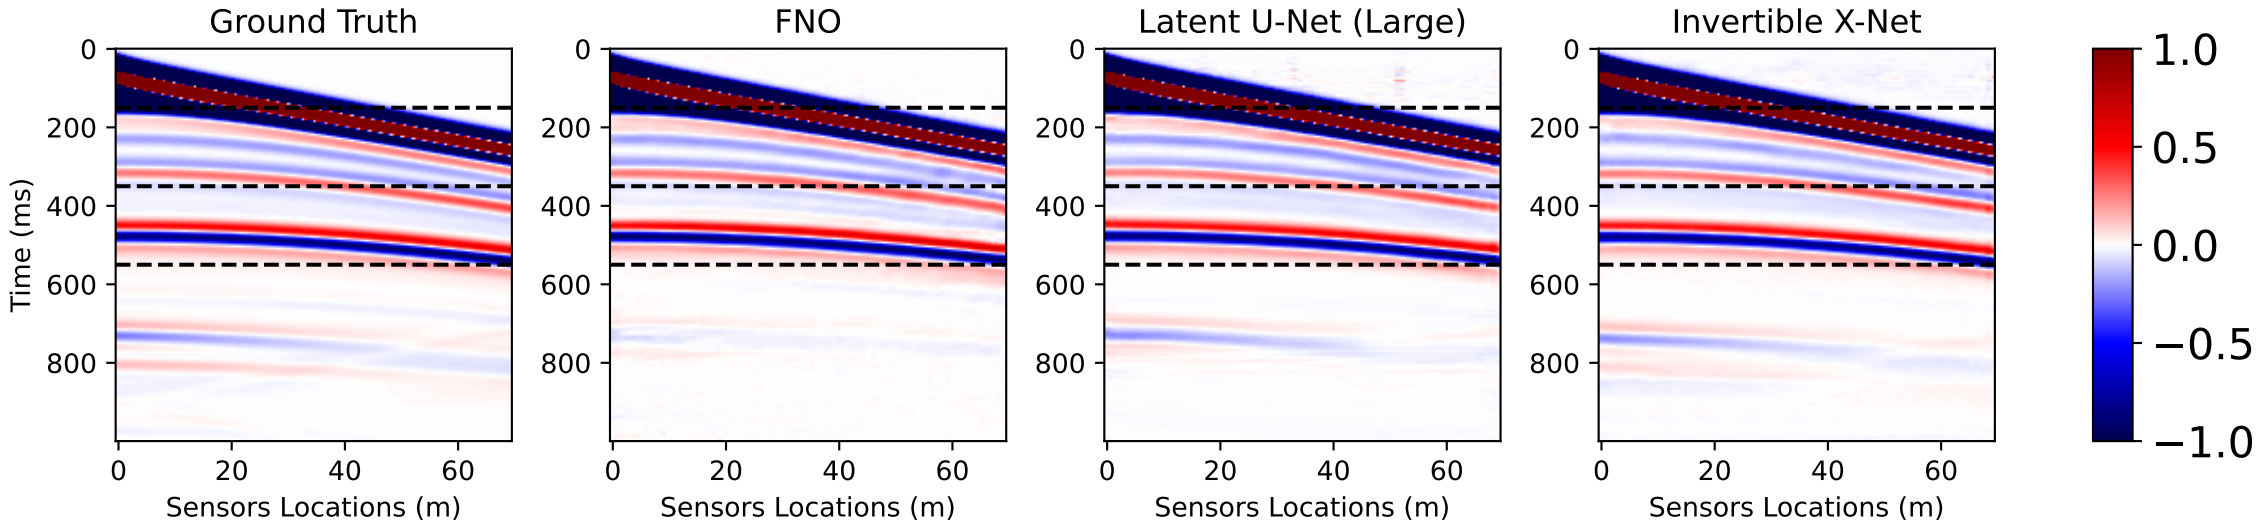 Ground Truth
FNO
Latent U-Net (Large)
Invertible X-Net
Time (ms)
0
200
400
600
800
0
200
400
600
800
0
200
400
600
800
0
200
400
600
800
1.0
0.5
0.0
−0.5
−1.0
0 20 40 60
0 20 40 60
0 20 40 60
0 20 40 60
Sensors Locations (m)
Sensors Locations (m)
Sensors Locations (m)
Sensors Locations (m)